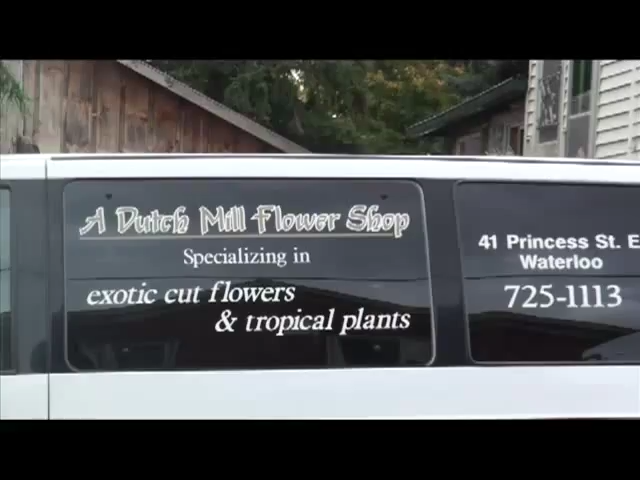 A Dutch Mill Flower Shop
Specializing in
exotic cut flowers
& tropical plants
41 Princess St. E
Waterloo
725-1113